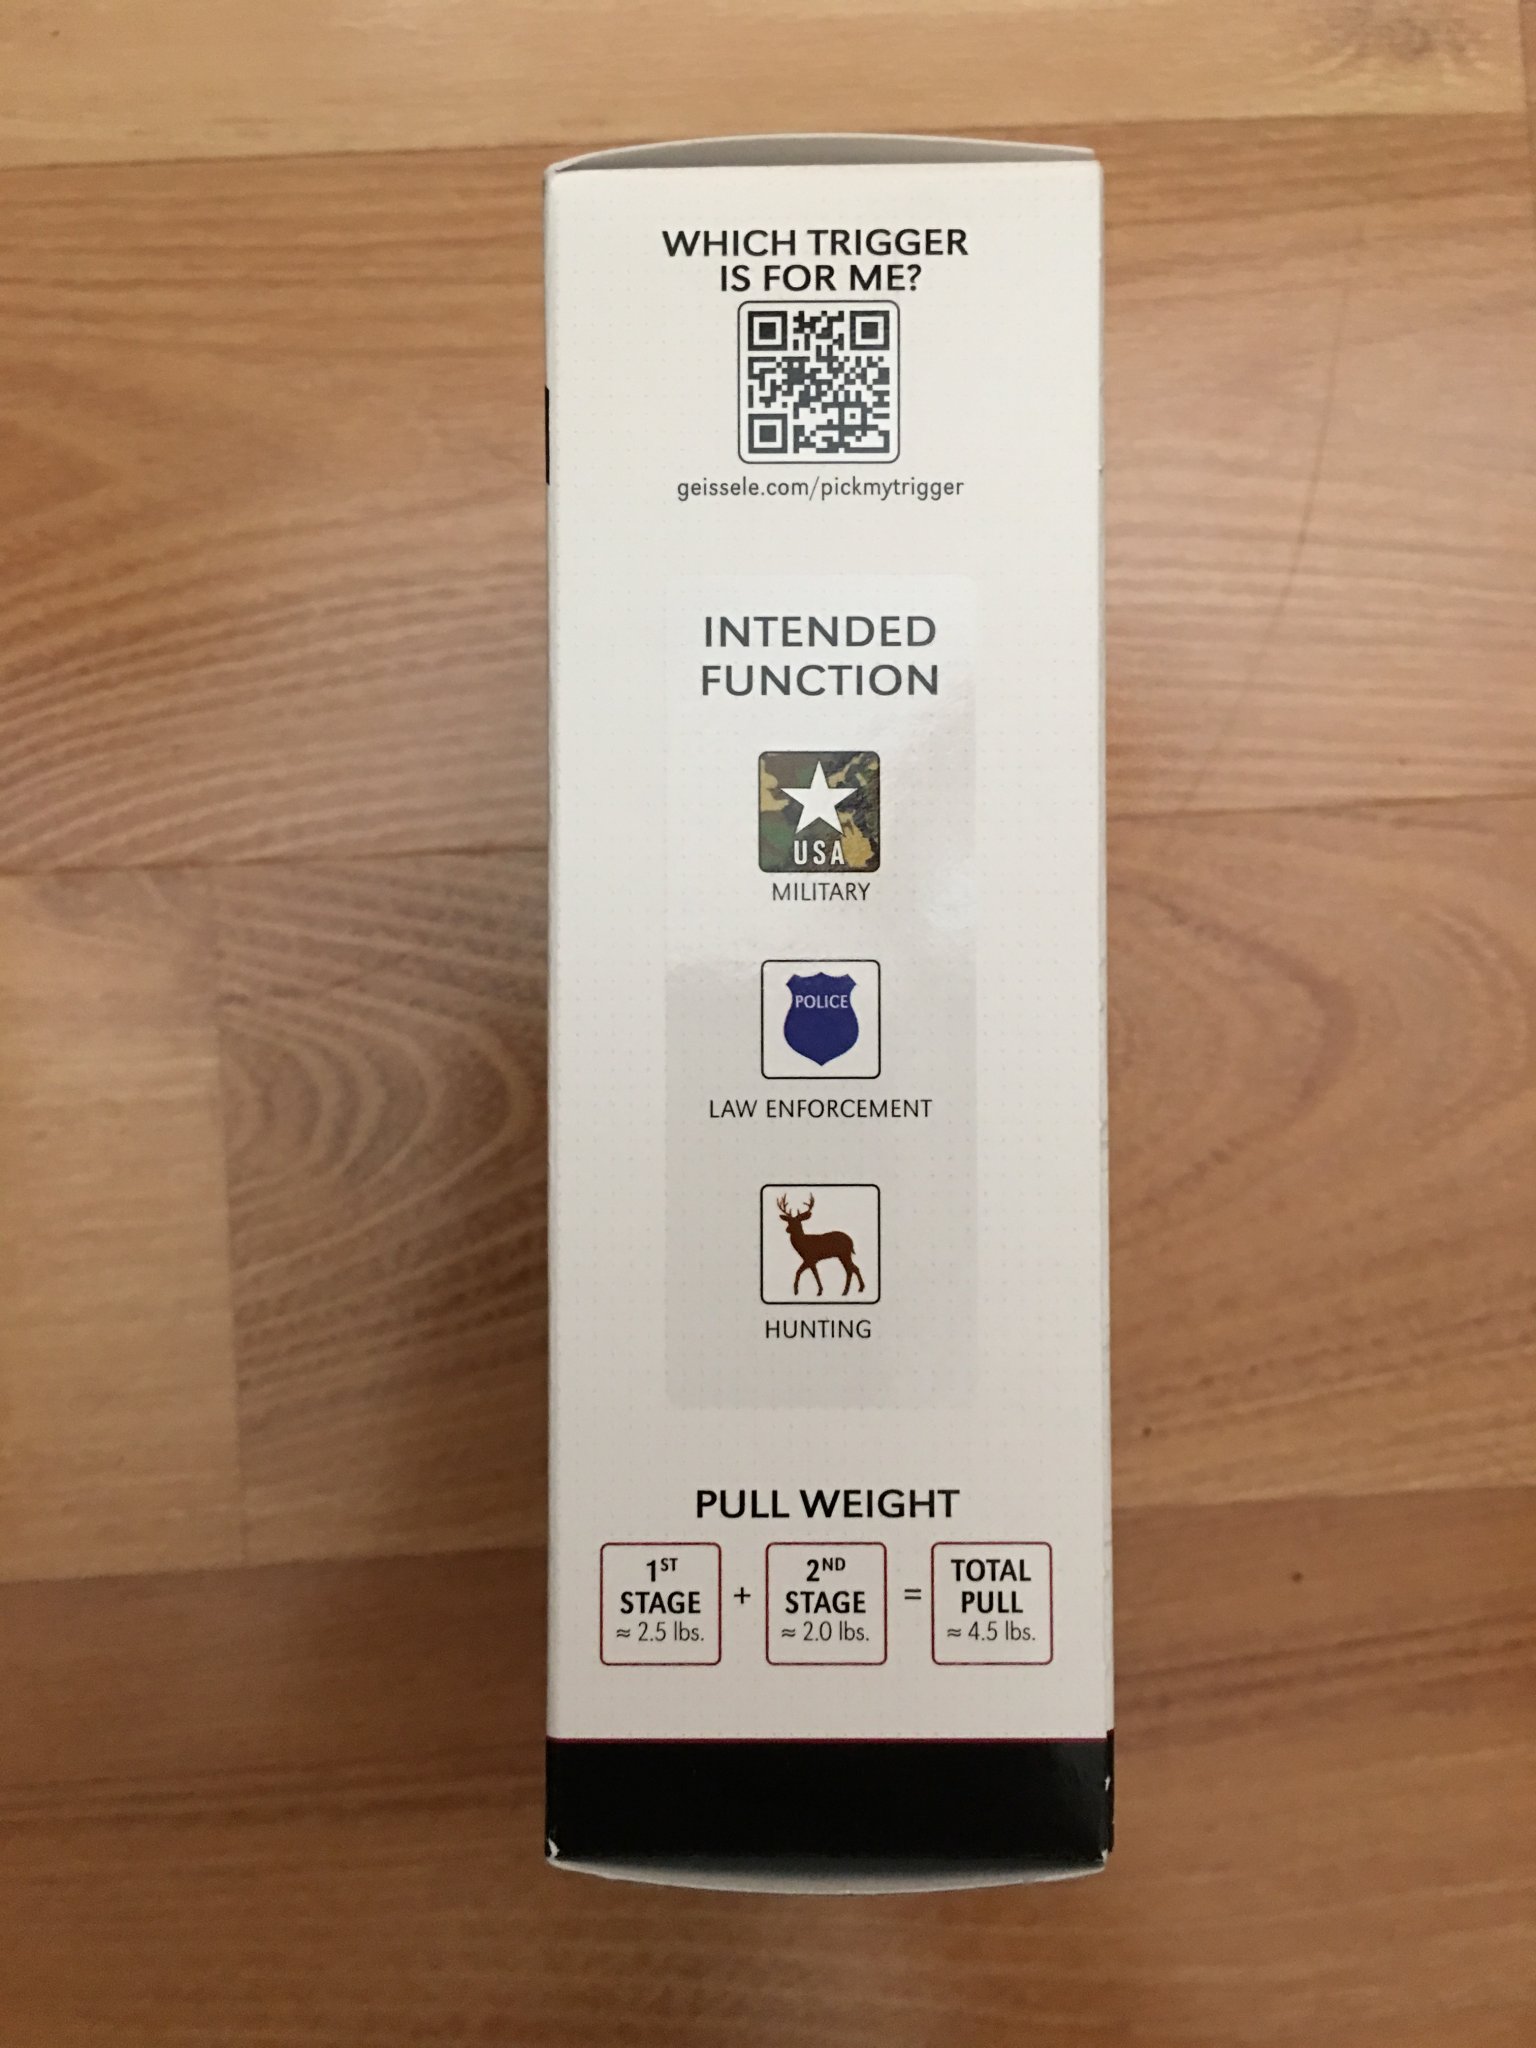 WHICH TRIGGER
IS FOR ME?
geissele.com/pickmytrigger
INTENDED
FUNCTION
USA
MILITARY
POLICE
LAW ENFORCEMENT
HUNTING
PULL WEIGHT
1ST STAGE ≈ 2.5 lbs. + 2ND STAGE ≈ 2.0 lbs. = TOTAL PULL ≈ 4.5 lbs.